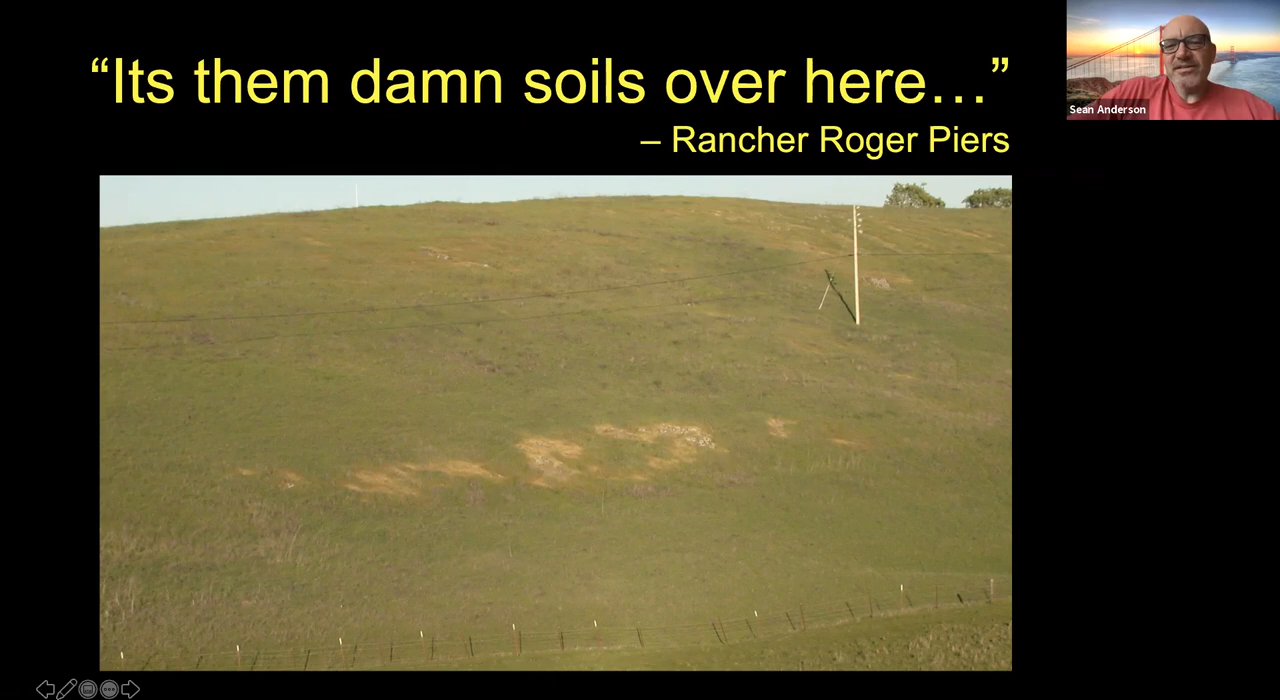 “Its them damn soils over here…”
– Rancher Roger Piers
Sean Anderson